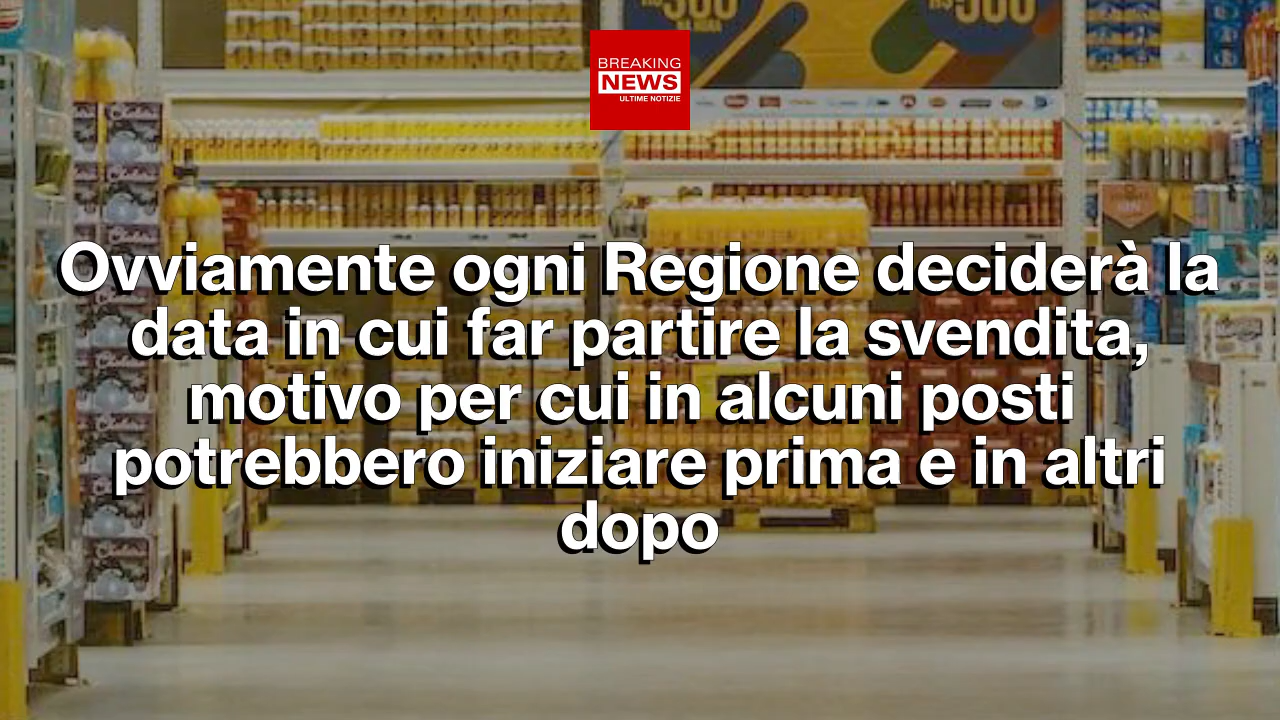 R$500
BREAKING
NEWS
ULTIME NOTIZIE
Ovviamente ogni Regione deciderà la
data in cui far partire la svendita,
motivo per cui in alcuni posti
potrebbero iniziare prima e in altri
dopo